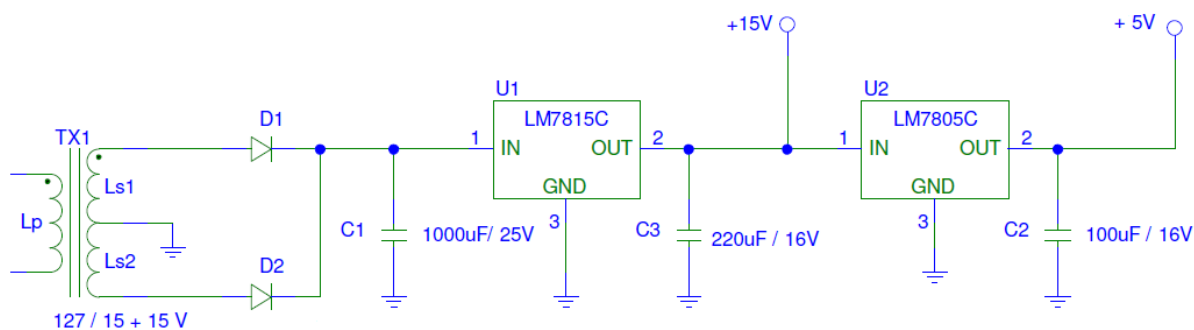 +15V
+ 5V
U1
U2
D1
LM7815C
LM7805C
TX1
1
IN
OUT
2
1
IN
OUT
2
Ls1
GND
GND
Lp
3
3
C1
1000uF/ 25V
C3
220uF / 16V
C2
100uF / 16V
Ls2
D2
127 / 15 + 15 V